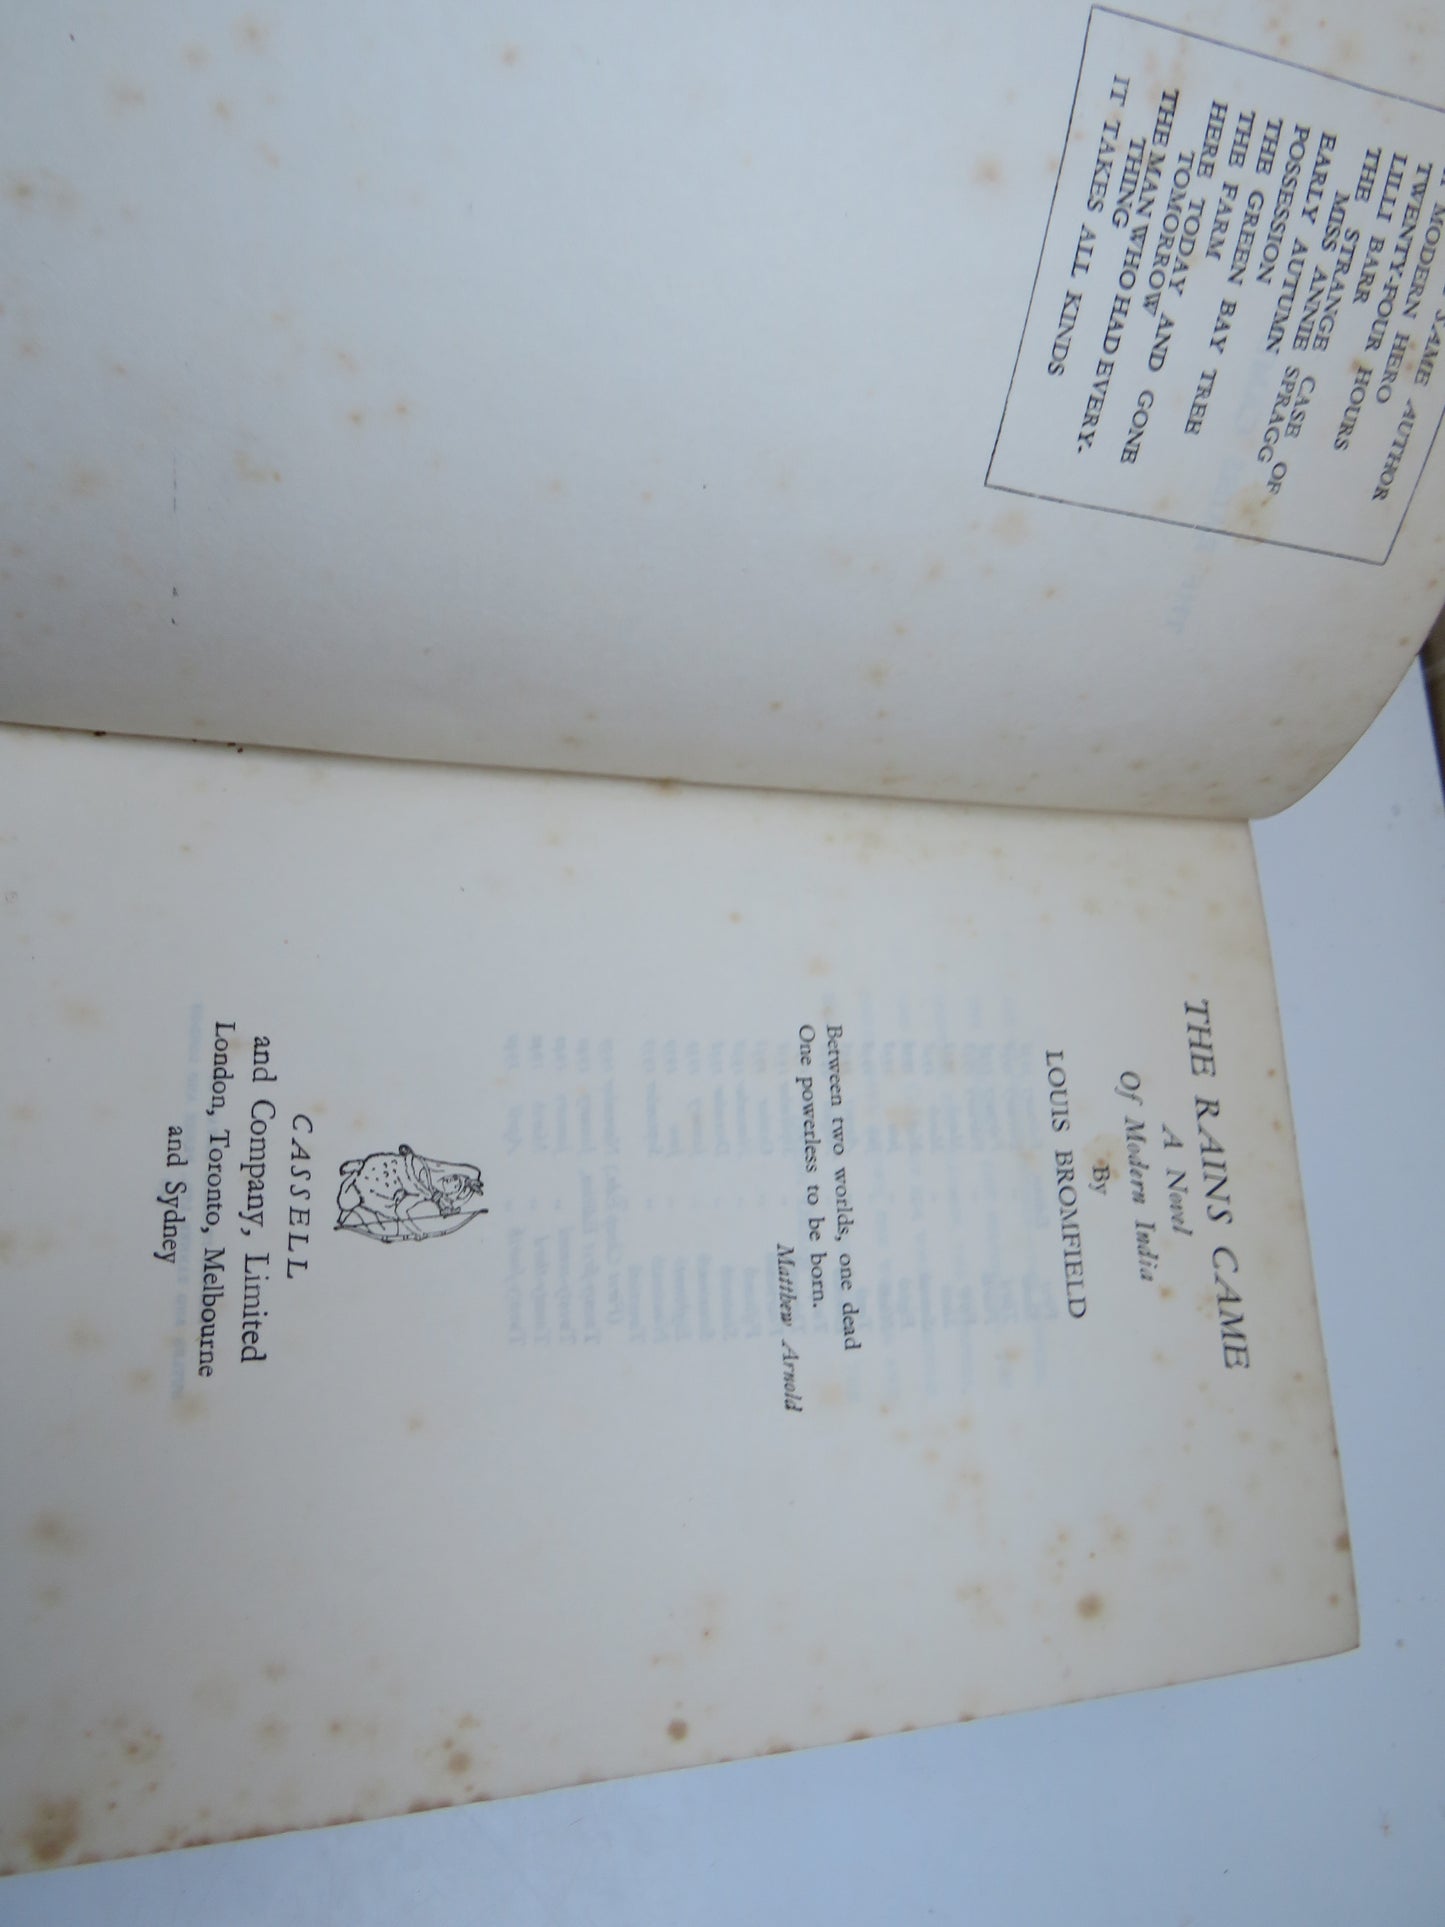 SAME AUTHOR
MODERN HERO
TWENTY-FOUR HOURS
LILLI BARR
THE STRANGE CASE OF
MISS ANNIE SPRAGG
EARLY AUTUMN
POSSESSION
THE GREEN BAY TREE
THE FARM
HERE TODAY AND GONE
TOMORROW
THE MAN WHO HAD EVERY-
THING
IT TAKES ALL KINDS
THE RAINS CAME
A Novel
Of Modern India
By
LOUIS BROMFIELD
Between two worlds, one dead
One powerless to be born.
Matthew Arnold
CASSELL
and Company, Limited
London, Toronto, Melbourne
and Sydney